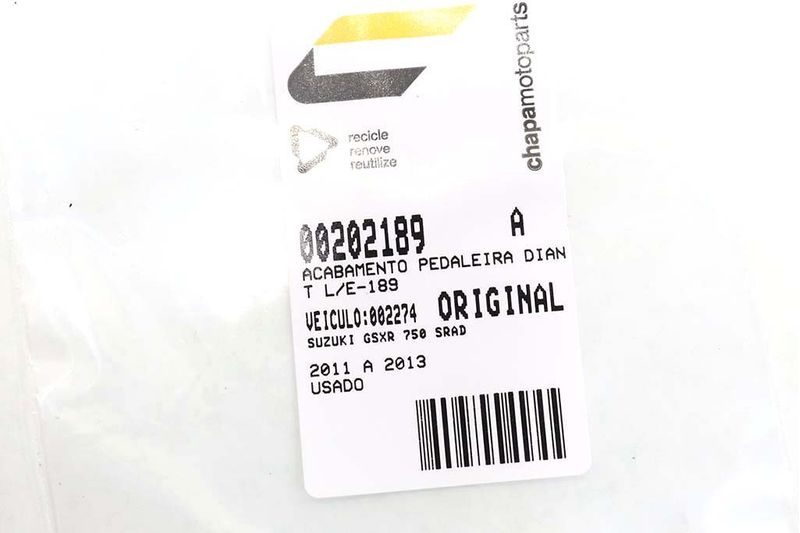 chapamotoparts
recicle
renove
reutilize
00202189 A
ACABAMENTO PEDALEIRA DIAN
T L/E-189
VEICULO:002274 ORIGINAL
SUZUKI GSXR 750 SRAD
2011 A 2013
USADO